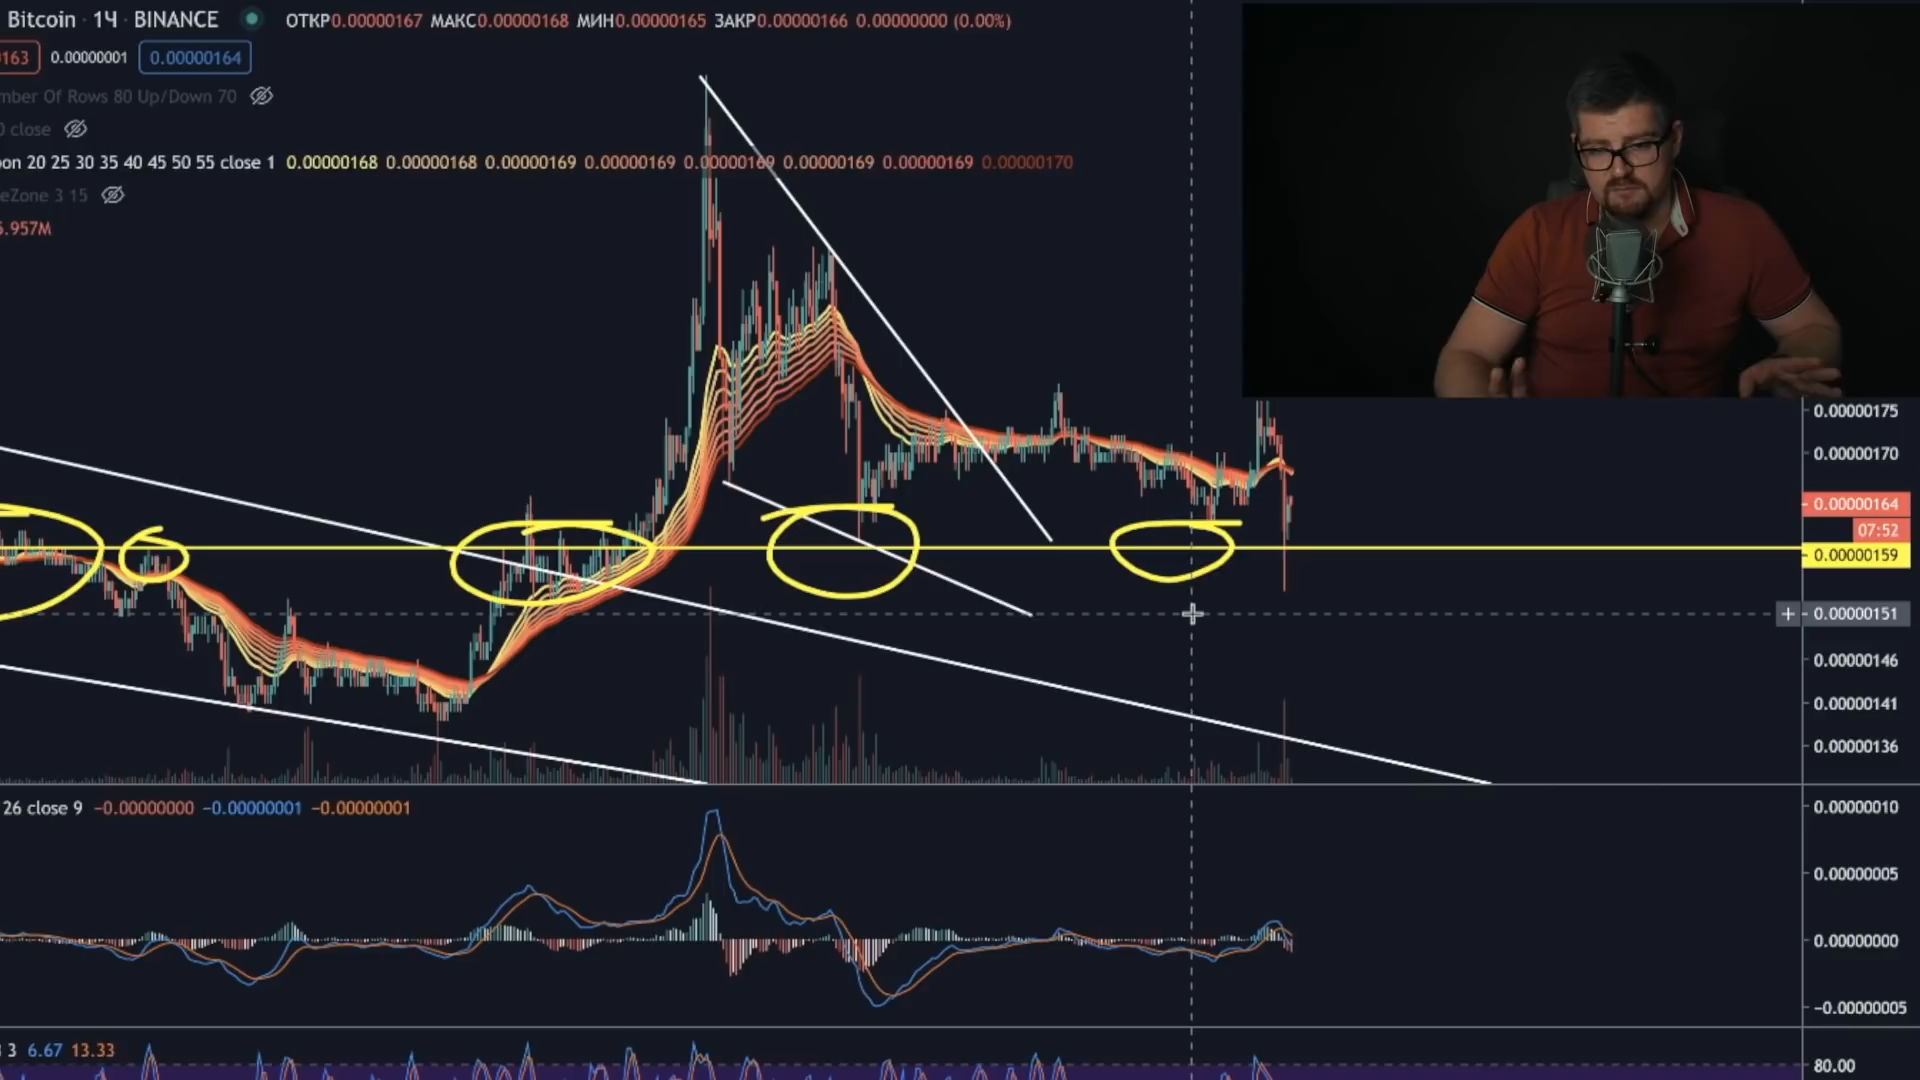 Bitcoin · 1Ч · BINANCE ОТКР0.00000167 МАКС0.00000168 МИН0.00000165 ЗАКР0.00000166 0.00000000 (0.00%)
163 0.00000001 0.00000164
mber Of Rows 80 Up/Down 70
0 close
on 20 25 30 35 40 45 50 55 close 1 0.00000168 0.00000168 0.00000169 0.00000169 0.00000169 0.00000169 0.00000169 0.00000170
eZone 3 15
6.957M
0.00000175
0.00000170
0.00000164
07:52
0.00000159
+ 0.00000151
0.00000146
0.00000141
0.00000136
26 close 9 −0.00000000 −0.00000001 −0.00000001
0.00000010
0.00000005
0.00000000
−0.00000005
3 6.67 13.33
80.00